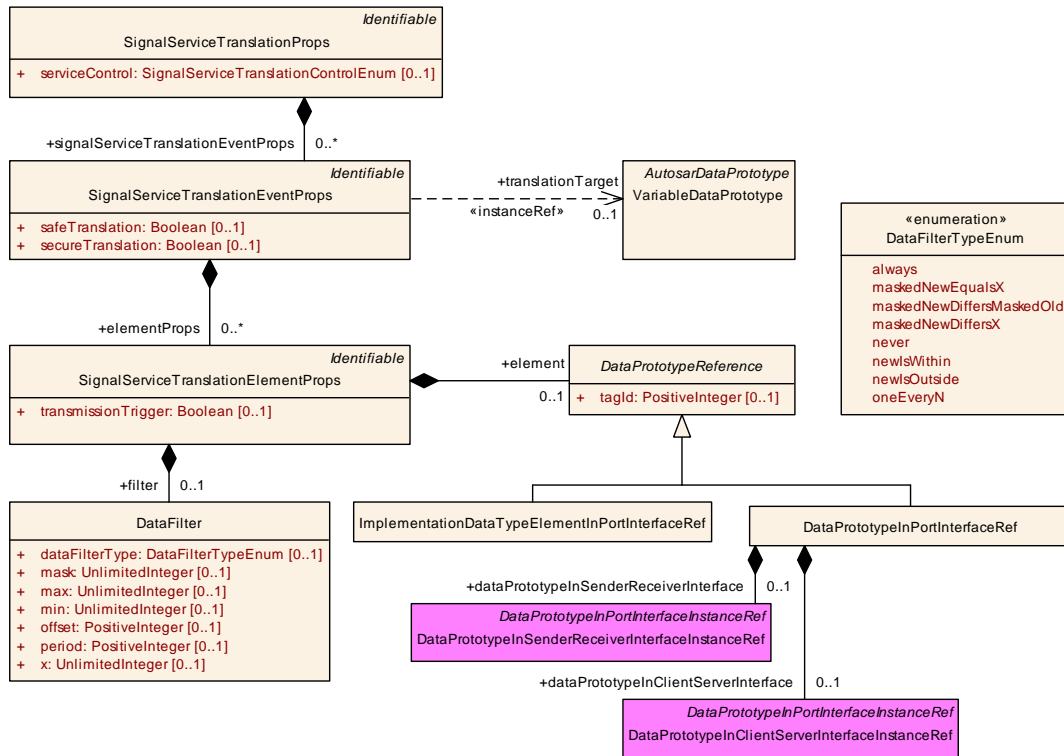 Identifiable
SignalServiceTranslationProps
+ serviceControl: SignalServiceTranslationControlEnum [0..1]
+signalServiceTranslationEventProps 0..*
Identifiable
SignalServiceTranslationEventProps
+ safeTranslation: Boolean [0..1]
+ secureTranslation: Boolean [0..1]
+translationTarget
«instanceRef» 0..1
AutosarDataPrototype
VariableDataPrototype
«enumeration»
DataFilterTypeEnum
always
maskedNewEqualsX
maskedNewDiffersMaskedOld
maskedNewDiffersX
never
newIsWithin
newIsOutside
oneEveryN
+elementProps 0..*
Identifiable
SignalServiceTranslationElementProps
+ transmissionTrigger: Boolean [0..1]
+element
0..1
DataPrototypeReference
+ tagId: PositiveInteger [0..1]
+filter 0..1
DataFilter
+ dataFilterType: DataFilterTypeEnum [0..1]
+ mask: UnlimitedInteger [0..1]
+ max: UnlimitedInteger [0..1]
+ min: UnlimitedInteger [0..1]
+ offset: PositiveInteger [0..1]
+ period: PositiveInteger [0..1]
+ x: UnlimitedInteger [0..1]
ImplementationDataTypeElementInPortInterfaceRef
DataPrototypeInPortInterfaceRef
+dataPrototypeInSenderReceiverInterface 0..1
DataPrototypeInPortInterfaceInstanceRef
DataPrototypeInSenderReceiverInterfaceInstanceRef
+dataPrototypeInClientServerInterface 0..1
DataPrototypeInPortInterfaceInstanceRef
DataPrototypeInClientServerInterfaceInstanceRef